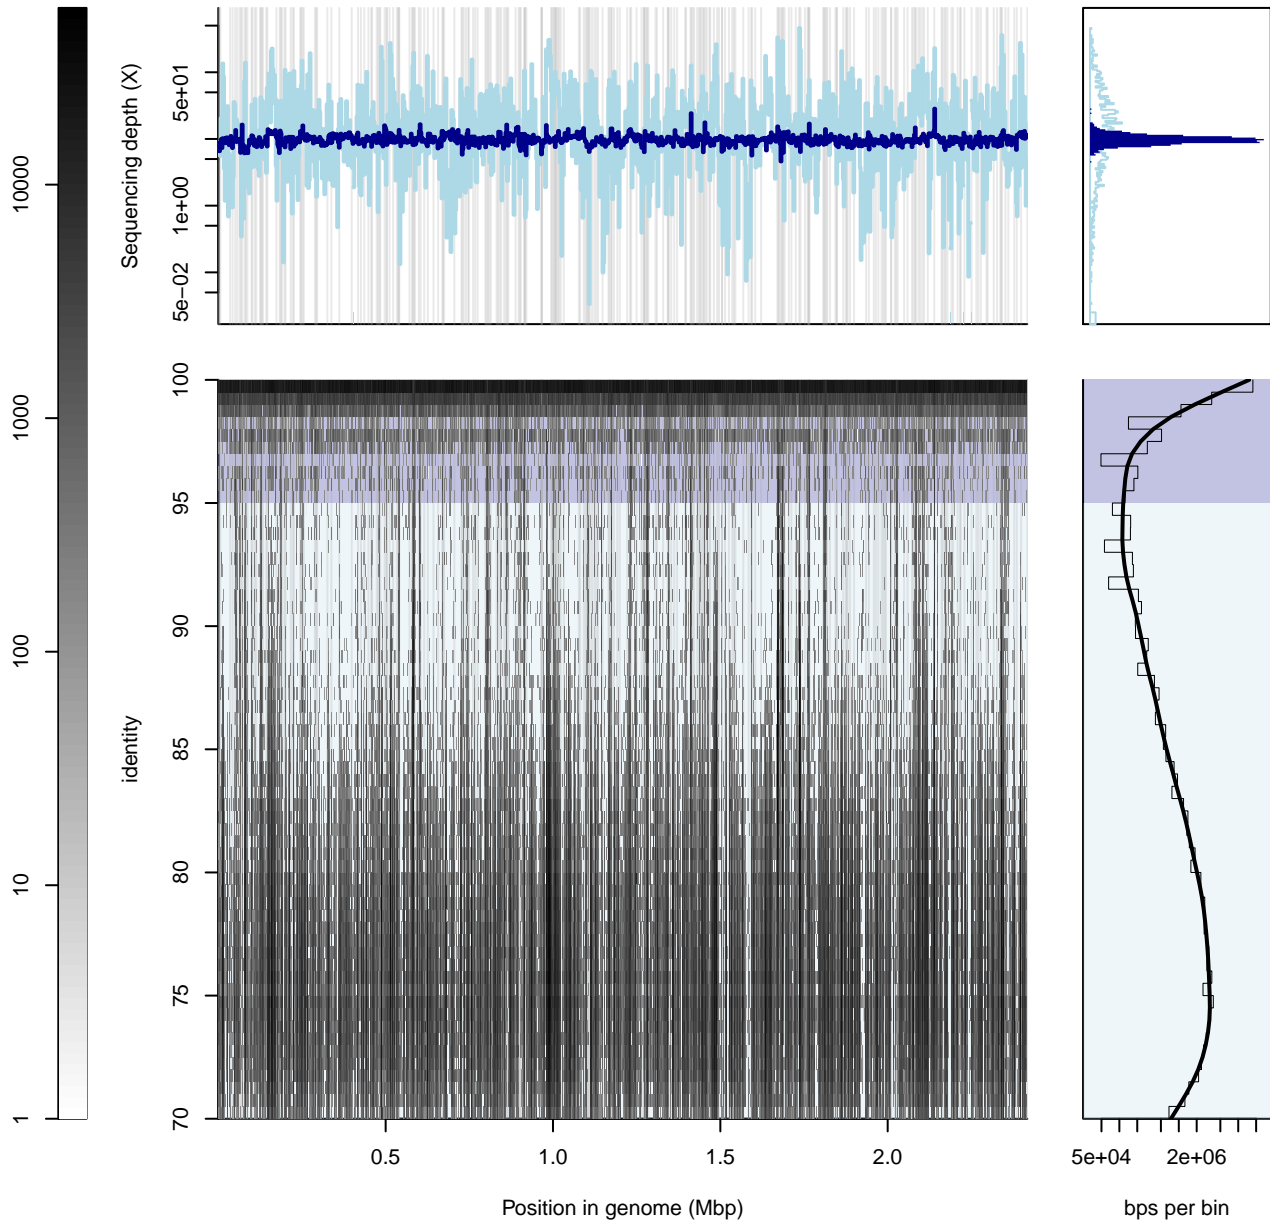 10000
1000
100
10
1
Sequencing depth (X)
5e+01
1e+00
5e-02
identity
100
95
90
85
80
75
70
0.5 1.0 1.5 2.0
Position in genome (Mbp)
5e+04 2e+06
bps per bin